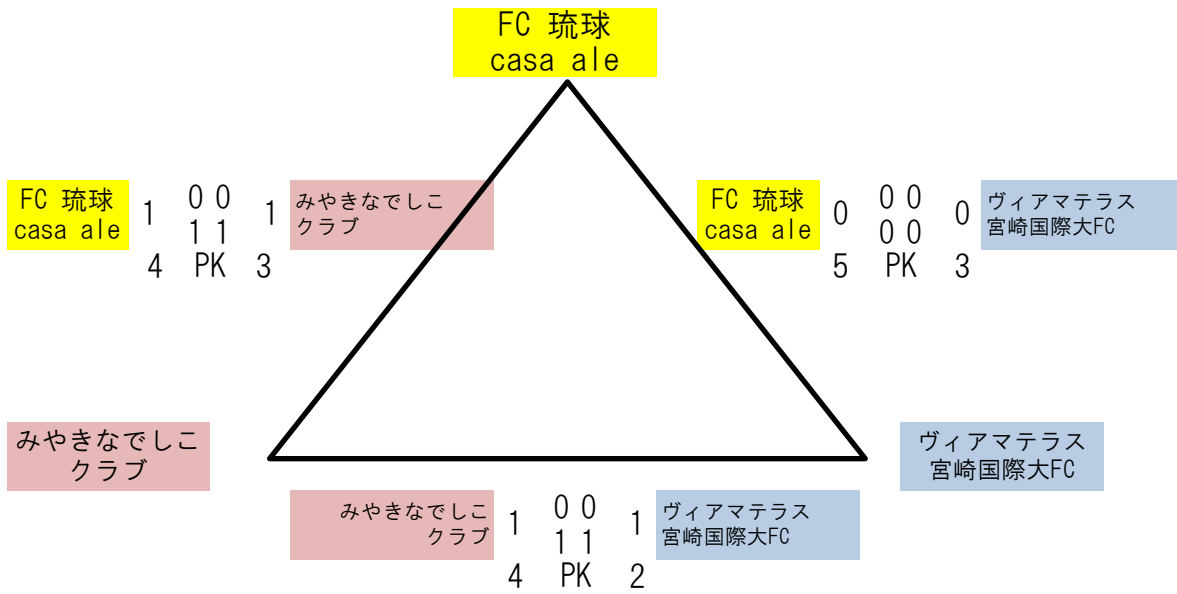 FC 琉球
casa ale
FC 琉球
casa ale
1 0 0 1
1 1
4 PK 3
みやきなでしこ
クラブ
FC 琉球
casa ale
0 0 0 0
0 0
5 PK 3
ヴィアマテラス
宮崎国際大FC
みやきなでしこ
クラブ
ヴィアマテラス
宮崎国際大FC
みやきなでしこ
クラブ
1 0 0 1
1 1
4 PK 2
ヴィアマテラス
宮崎国際大FC